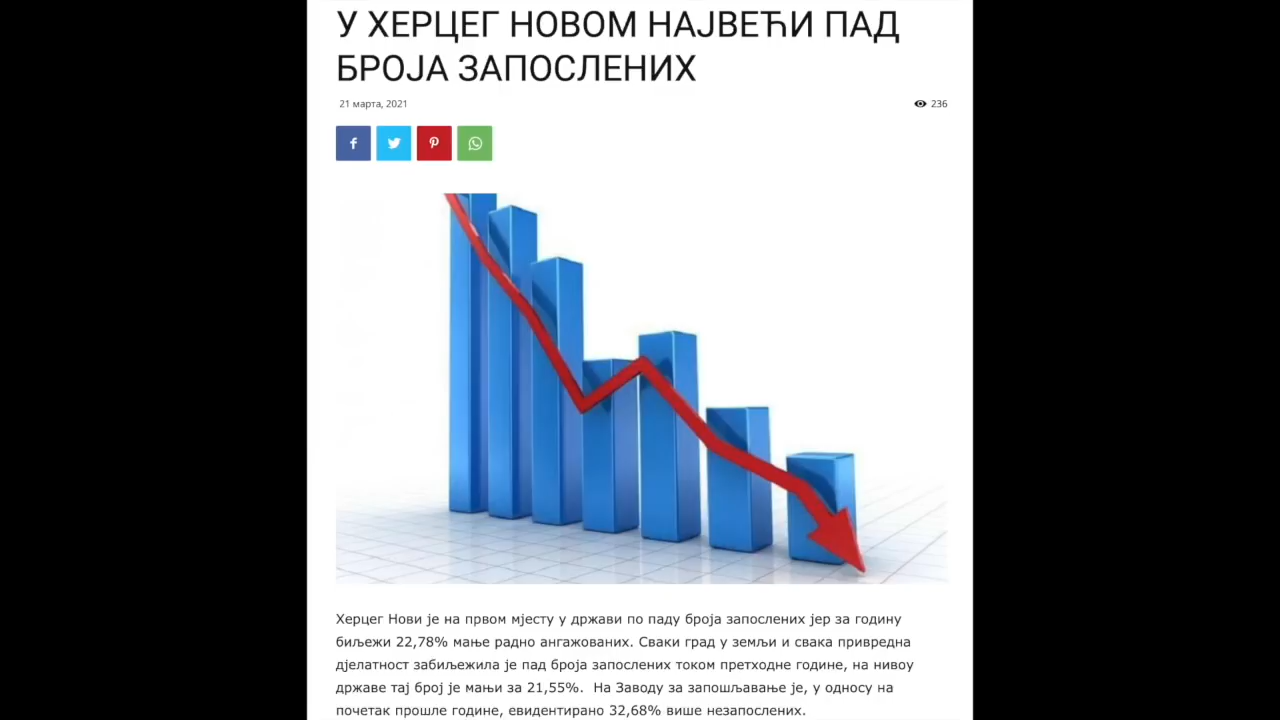 У ХЕРЦЕГ НОВОМ НАЈВЕЋИ ПАД
БРОЈА ЗАПОСЛЕНИХ
21 марта, 2021
236
Херцег Нови је на првом мјесту у држави по паду броја запослених јер за годину
биљежи 22,78% мање радно ангажованих. Сваки град у земљи и свака привредна
дјелатност забиљежила је пад броја запослених током претходне године, на нивоу
државе тај број је мањи за 21,55%. На Заводу за запошљавање је, у односу на
почетак прошле године, евидентирано 32,68% више незапослених.